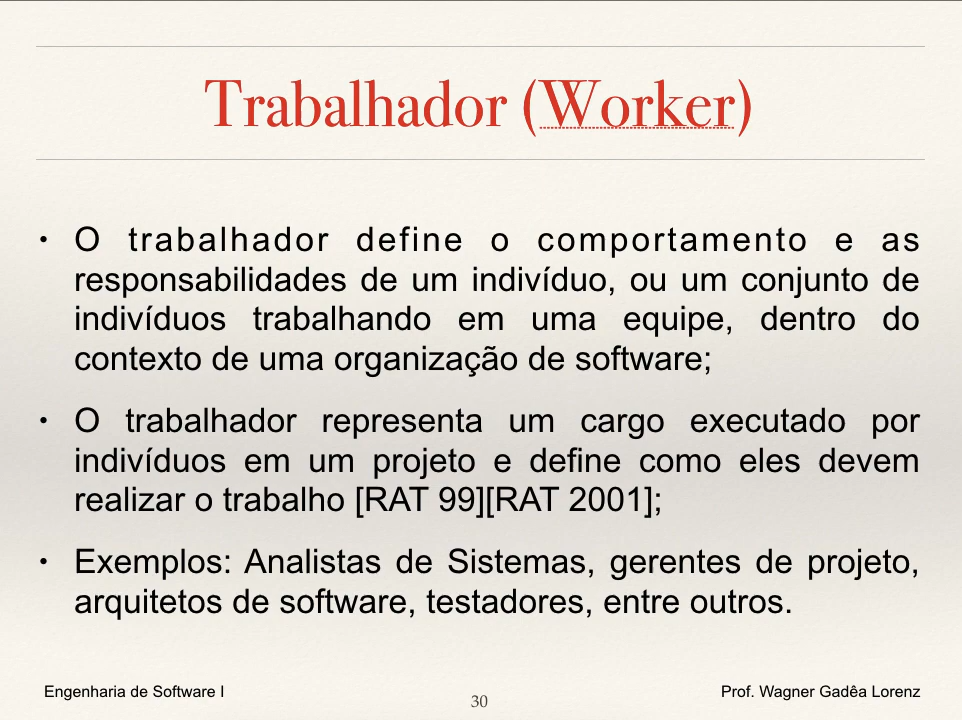 Trabalhador (Worker)
• O trabalhador define o comportamento e as
responsabilidades de um indivíduo, ou um conjunto de
indivíduos trabalhando em uma equipe, dentro do
contexto de uma organização de software;
• O trabalhador representa um cargo executado por
indivíduos em um projeto e define como eles devem
realizar o trabalho [RAT 99][RAT 2001];
• Exemplos: Analistas de Sistemas, gerentes de projeto,
arquitetos de software, testadores, entre outros.
Engenharia de Software I
30
Prof. Wagner Gadêa Lorenz